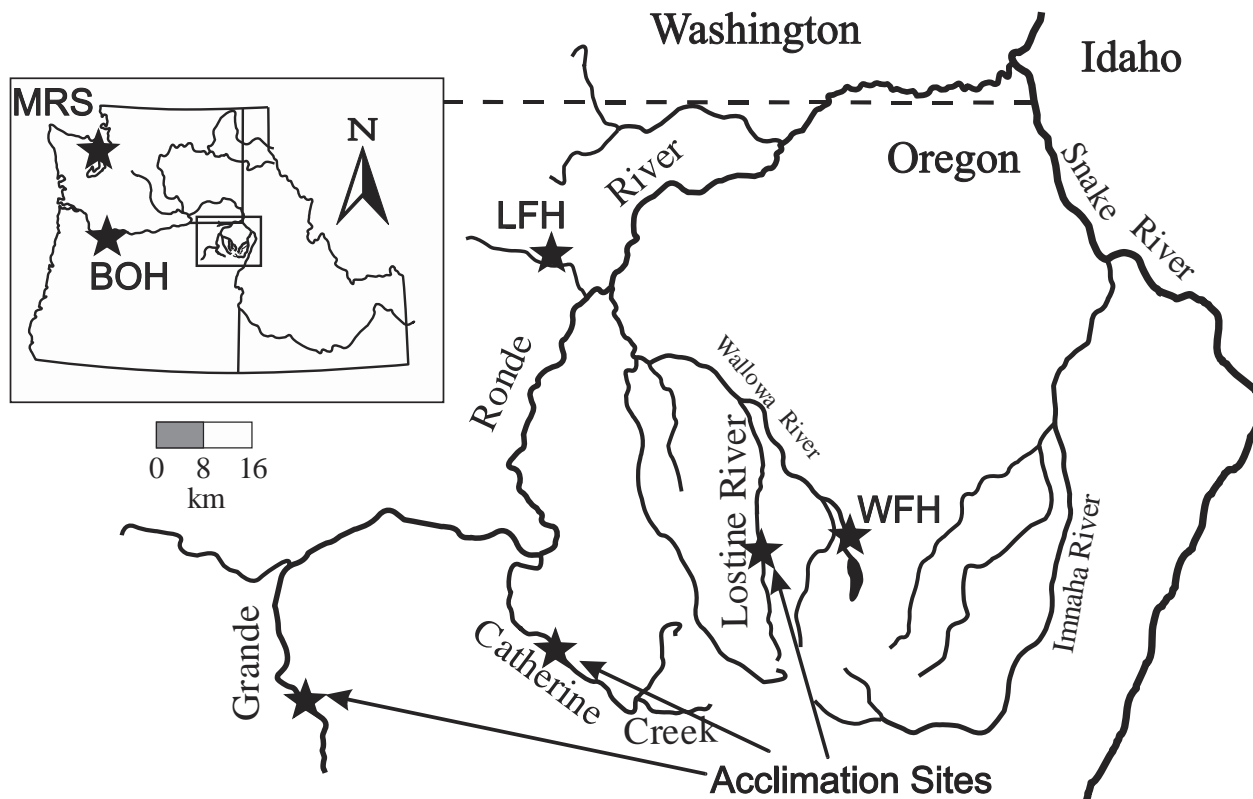 Washington
Idaho
MRS
N
Oregon
River
Snake River
LFH
BOH
Ronde
Wallowa River
0 8 16
km
Lostine River
WFH
Imnaha River
Grande
Catherine
Creek
Acclimation Sites